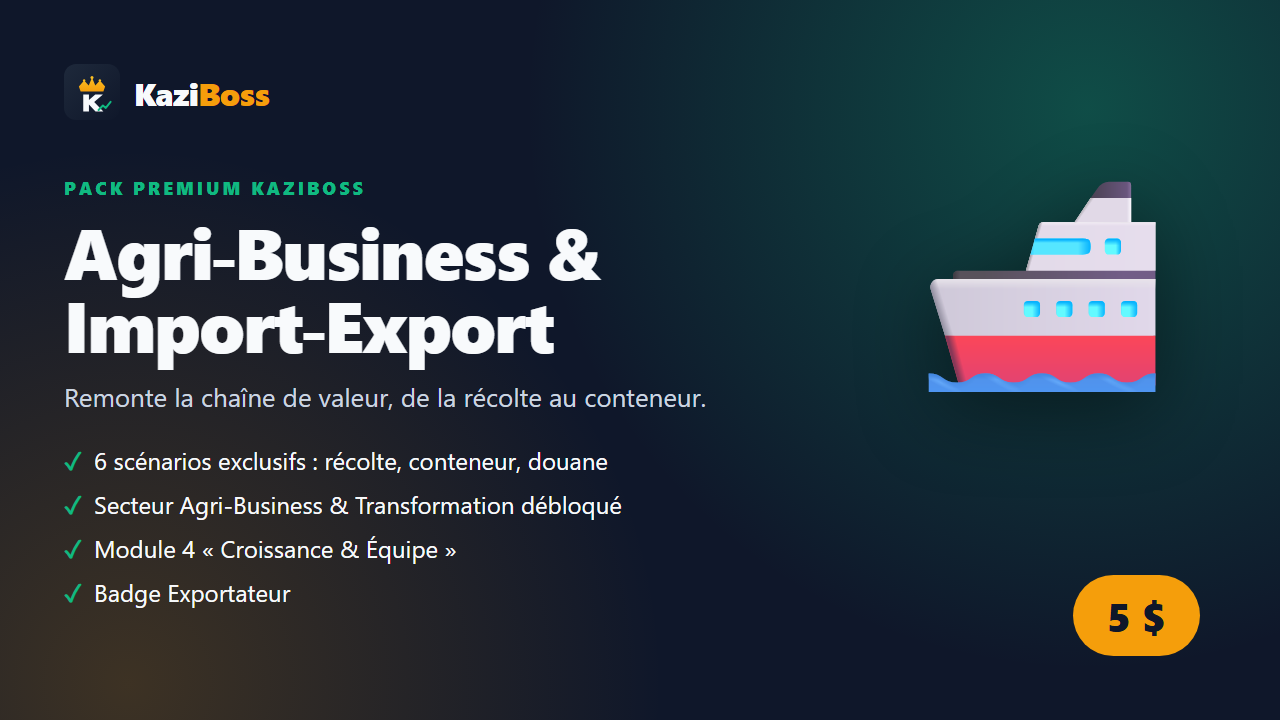 KaziBoss
PACK PREMIUM KAZIBOSS
Agri-Business &
Import-Export
Remonte la chaîne de valeur, de la récolte au conteneur.
✓ 6 scénarios exclusifs : récolte, conteneur, douane
✓ Secteur Agri-Business & Transformation débloqué
✓ Module 4 « Croissance & Équipe »
✓ Badge Exportateur
5 $